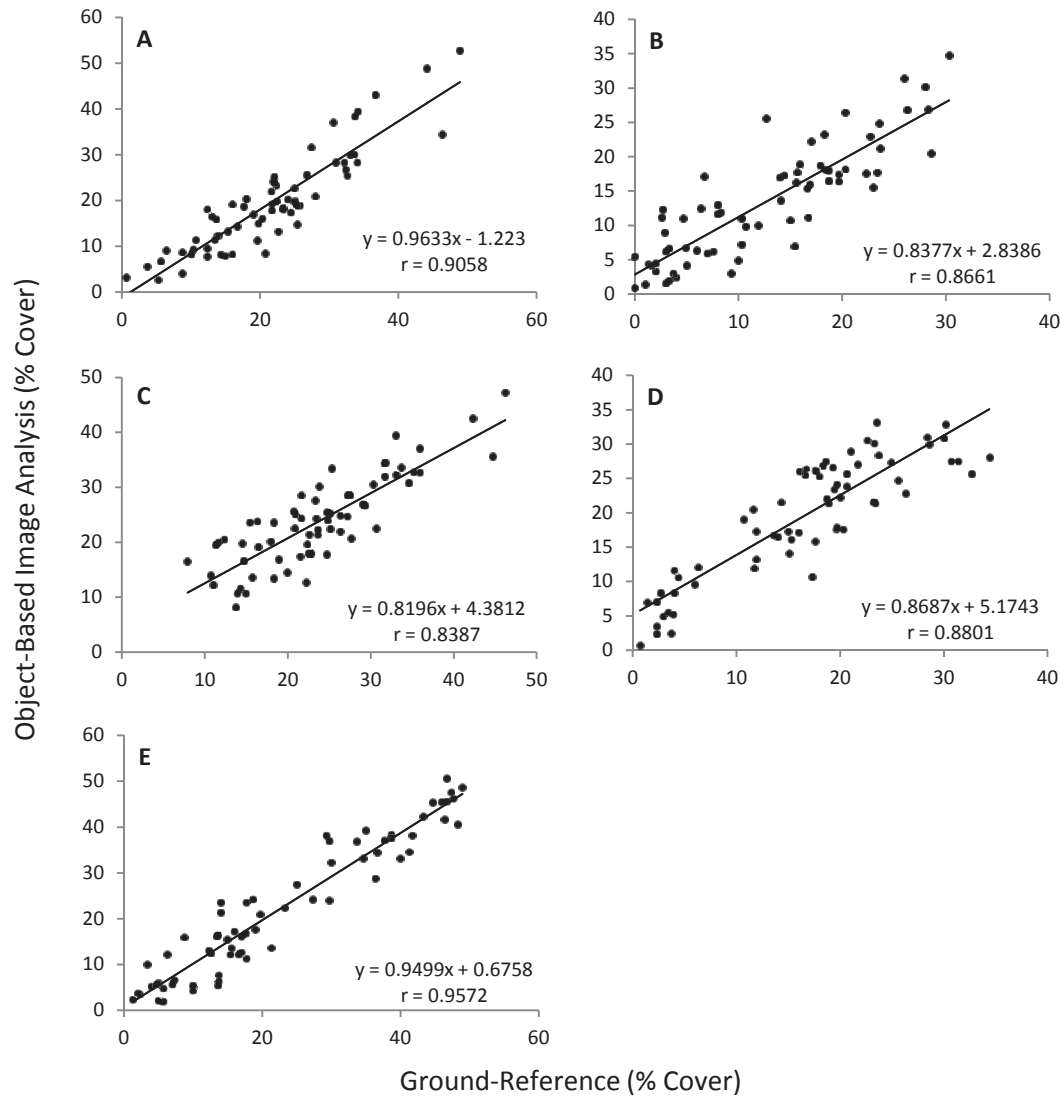 Object-Based Image Analysis (% Cover)
A
60
50
40
30
20
10
0
y = 0.9633x - 1.223
r = 0.9058
0 20 40 60
B
40
35
30
25
20
15
10
5
0
y = 0.8377x + 2.8386
r = 0.8661
0 10 20 30 40
C
50
40
30
20
10
0
y = 0.8196x + 4.3812
r = 0.8387
0 10 20 30 40 50
D
40
35
30
25
20
15
10
5
0
y = 0.8687x + 5.1743
r = 0.8801
0 10 20 30 40
E
60
50
40
30
20
10
0
y = 0.9499x + 0.6758
r = 0.9572
0 20 40 60
Ground-Reference (% Cover)